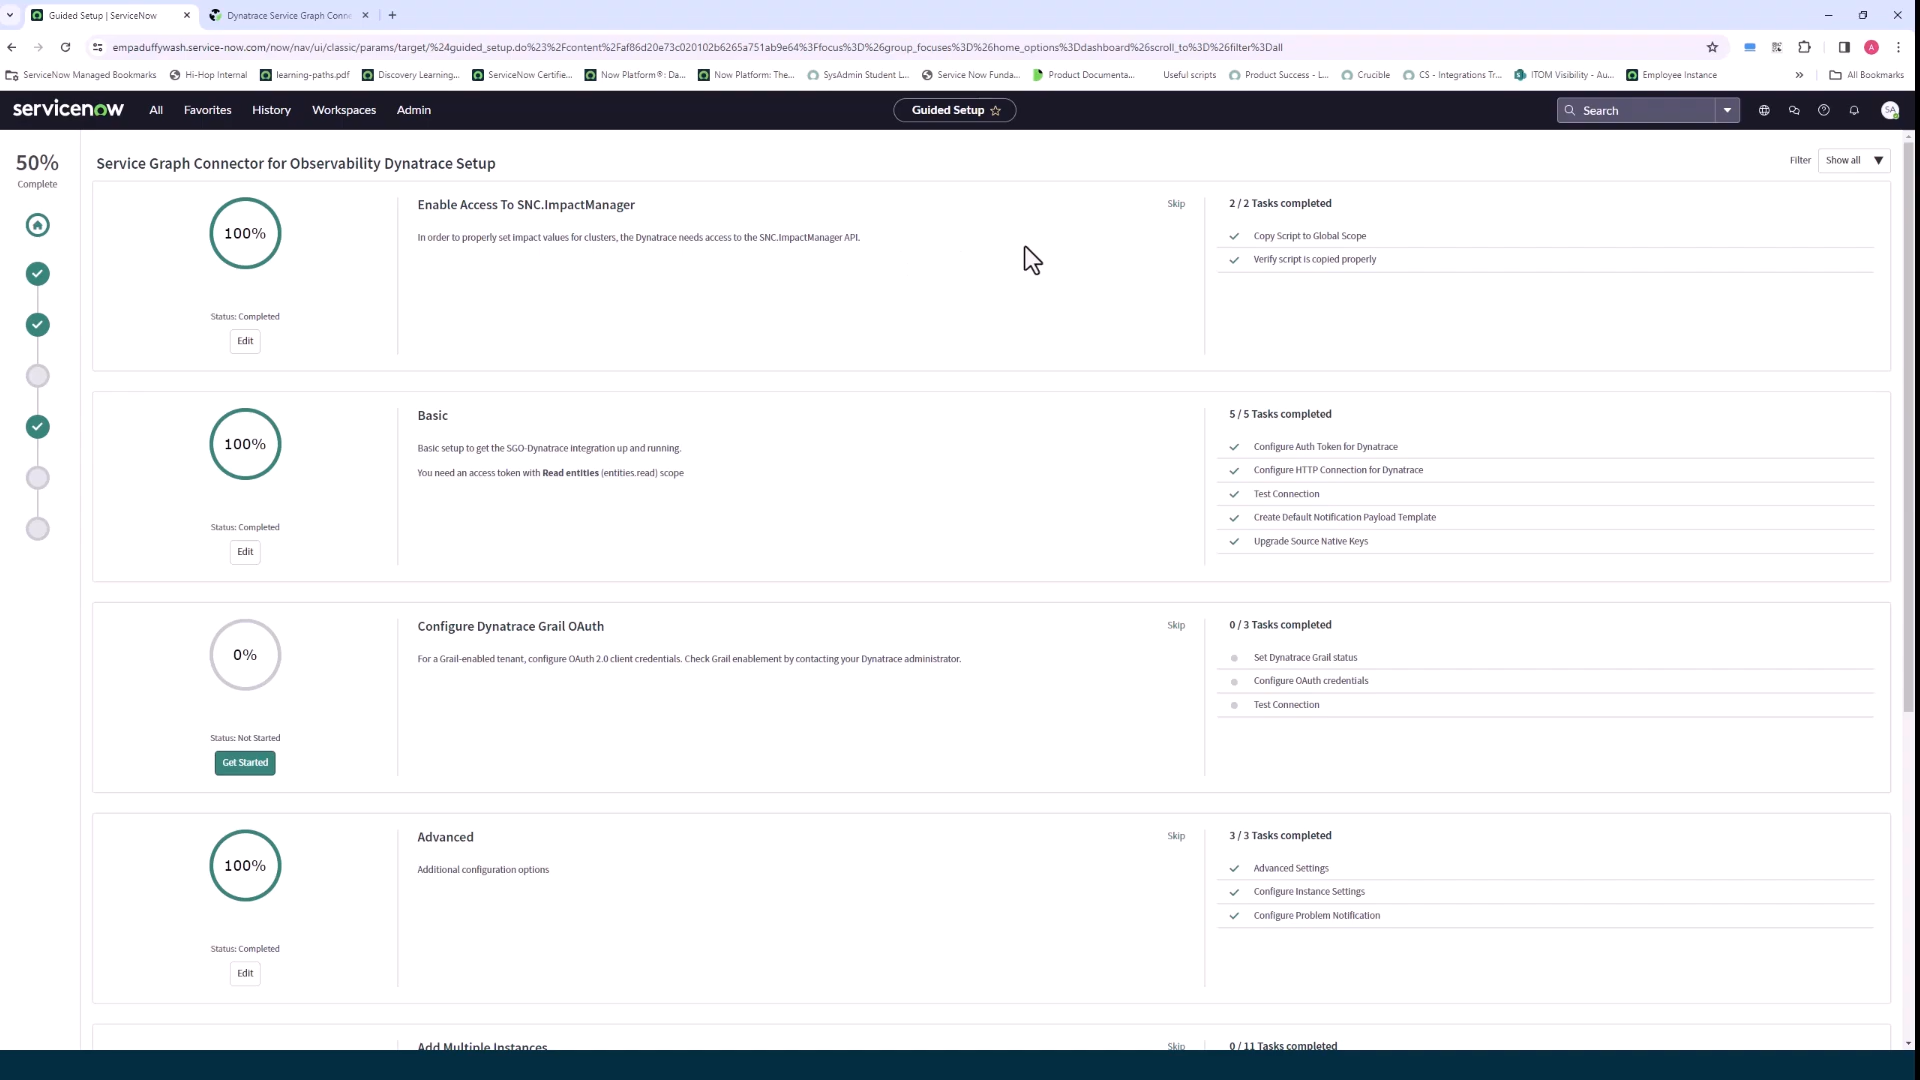 Guided Setup | ServiceNow
Dynatrace Service Graph Conne
empaduffywash.service-now.com/now/nav/ui/classic/params/target/%24guided_setup.do%23%2Fcontent%2Faf86d20e73c020102b6265a751ab9e64%3Ffocus%3D%26group_focuses%3D%26home_options%3Ddashboard%26scroll_to%3D%26filter%3Dall
A
ServiceNow Managed Bookmarks
Hi-Hop Internal
learning-paths.pdf
Discovery Learning...
ServiceNow Certifie...
Now Platform®: Da...
Now Platform: The...
SysAdmin Student L...
Service Now Funda...
Product Documenta...
Useful scripts
Product Success - L...
Crucible
CS - Integrations Tr...
ITOM Visibility - Au...
Employee Instance
All Bookmarks
servicenow
All
Favorites
History
Workspaces
Admin
Guided Setup
Search
SA
50%
Complete
Service Graph Connector for Observability Dynatrace Setup
Filter
Show all
100%
Status: Completed
Edit
Enable Access To SNC.ImpactManager
Skip
In order to properly set impact values for clusters, the Dynatrace needs access to the SNC.ImpactManager API.
2 / 2 Tasks completed
Copy Script to Global Scope
Verify script is copied properly
100%
Status: Completed
Edit
Basic
Basic setup to get the SGO-Dynatrace integration up and running.
You need an access token with Read entities (entities.read) scope
5 / 5 Tasks completed
Configure Auth Token for Dynatrace
Configure HTTP Connection for Dynatrace
Test Connection
Create Default Notification Payload Template
Upgrade Source Native Keys
0%
Status: Not Started
Get Started
Configure Dynatrace Grail OAuth
Skip
For a Grail-enabled tenant, configure OAuth 2.0 client credentials. Check Grail enablement by contacting your Dynatrace administrator.
0 / 3 Tasks completed
Set Dynatrace Grail status
Configure OAuth credentials
Test Connection
100%
Status: Completed
Edit
Advanced
Skip
Additional configuration options
3 / 3 Tasks completed
Advanced Settings
Configure Instance Settings
Configure Problem Notification
Add Multiple Instances
Skip
0 / 11 Tasks completed